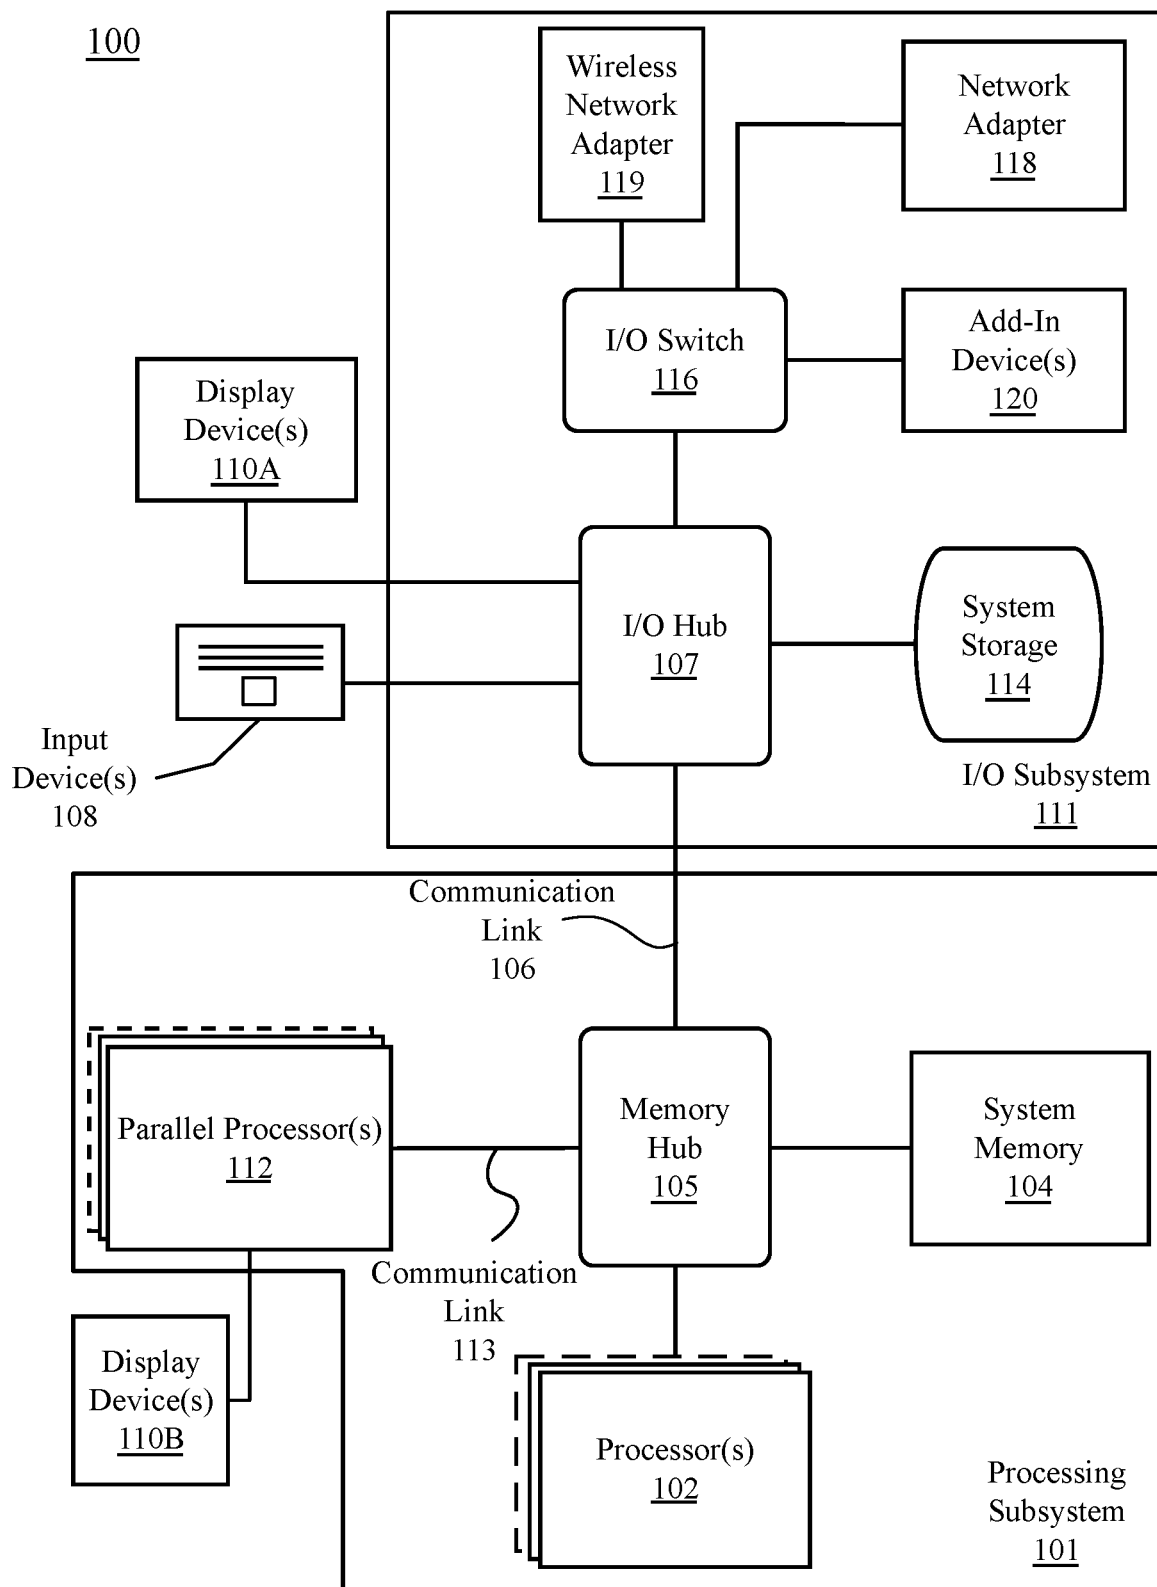 100
Wireless
Network
Adapter
119
Network
Adapter
118
I/O Switch
116
Add-In
Device(s)
120
Display
Device(s)
110A
I/O Hub
107
System
Storage
114
Input
Device(s)
108
I/O Subsystem
111
Communication
Link
106
Parallel Processor(s)
112
Memory
Hub
105
System
Memory
104
Communication
Link
113
Display
Device(s)
110B
Processor(s)
102
Processing
Subsystem
101